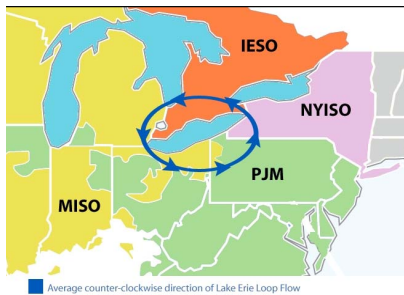 IESO
NYISO
PJM
MISO
Average counter-clockwise direction of Lake Erie Loop Flow